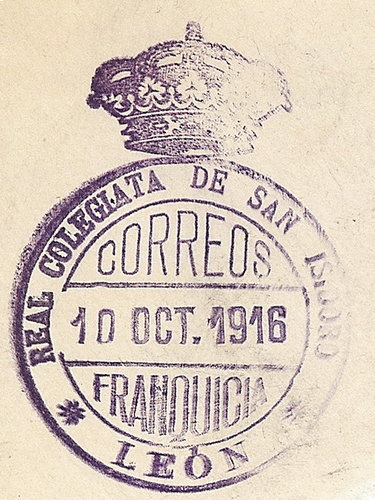 REAL COLEGIATA DE SAN ISIDORO
CORREOS
10 OCT. 1916
FRANQUICIA
LEÓN